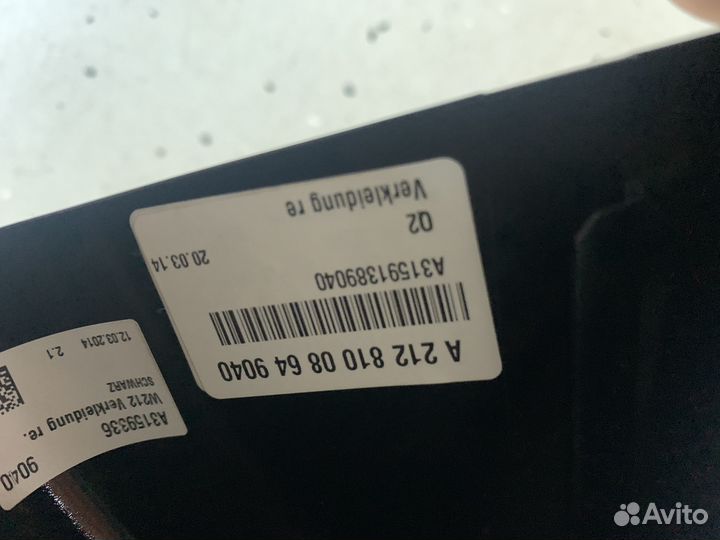 Verkleidung re
Q2
20.03.14
A31591389040
A 212 810 08 64 9040
12.03.2014
2.1
SCHWARZ
W212 Verkleidung re.
A3159336
9040
Avito